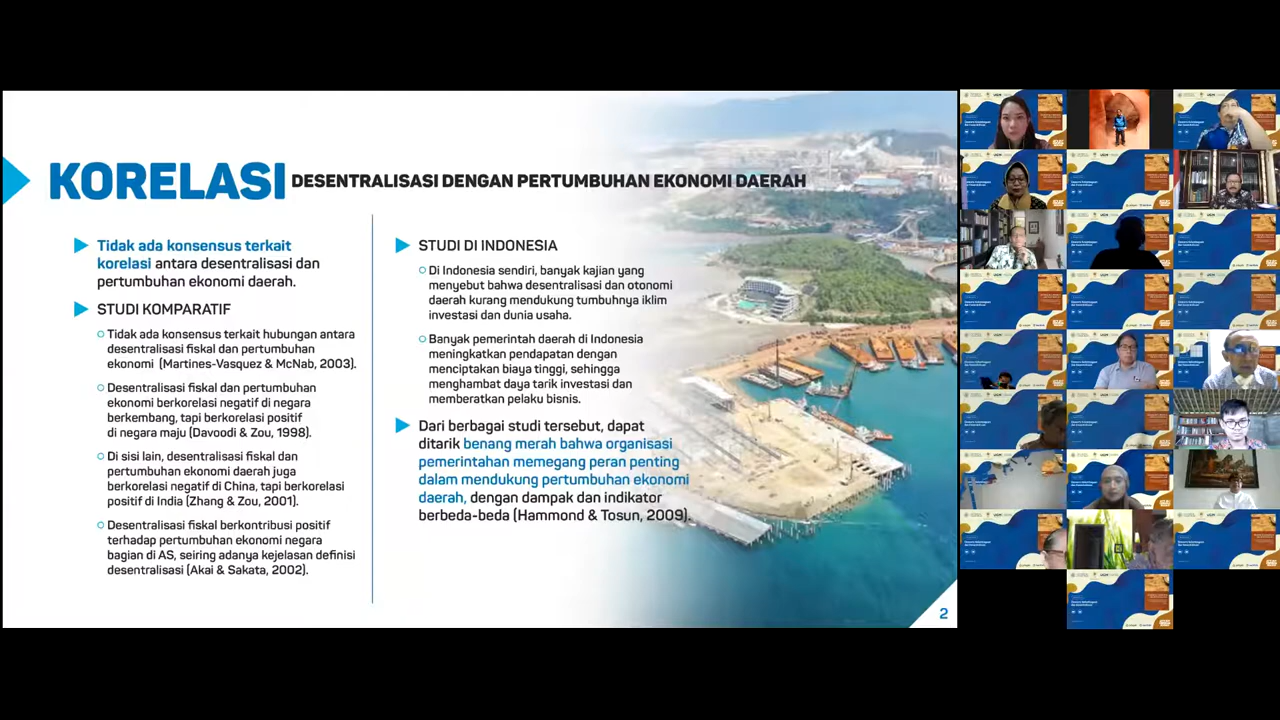 KORELASI DESENTRALISASI DENGAN PERTUMBUHAN EKONOMI DAERAH
Tidak ada konsensus terkait
korelasi antara desentralisasi dan
pertumbuhan ekonomi daerah.
STUDI KOMPARATIF
Tidak ada konsensus terkait hubungan antara
desentralisasi fiskal dan pertumbuhan
ekonomi (Martines-Vasquez & McNab, 2003).
Desentralisasi fiskal dan pertumbuhan
ekonomi berkorelasi negatif di negara
berkembang, tapi berkorelasi positif
di negara maju (Davoodi & Zou, 1998).
Di sisi lain, desentralisasi fiskal dan
pertumbuhan ekonomi daerah juga
berkorelasi negatif di China, tapi berkorelasi
positif di India (Zhang & Zou, 2001).
Desentralisasi fiskal berkontribusi positif
terhadap pertumbuhan ekonomi negara
bagian di AS, seiring adanya kejelasan definisi
desentralisasi (Akai & Sakata, 2002).
STUDI DI INDONESIA
Di Indonesia sendiri, banyak kajian yang
menyebut bahwa desentralisasi dan otonomi
daerah kurang mendukung tumbuhnya iklim
investasi dan dunia usaha.
Banyak pemerintah daerah di Indonesia
meningkatkan pendapatan dengan
menciptakan biaya tinggi, sehingga
menghambat daya tarik investasi dan
memberatkan pelaku bisnis.
Dari berbagai studi tersebut, dapat
ditarik benang merah bahwa organisasi
pemerintahan memegang peran penting
dalam mendukung pertumbuhan ekonomi
daerah, dengan dampak dan indikator
berbeda-beda (Hammond & Tosun, 2009).
2